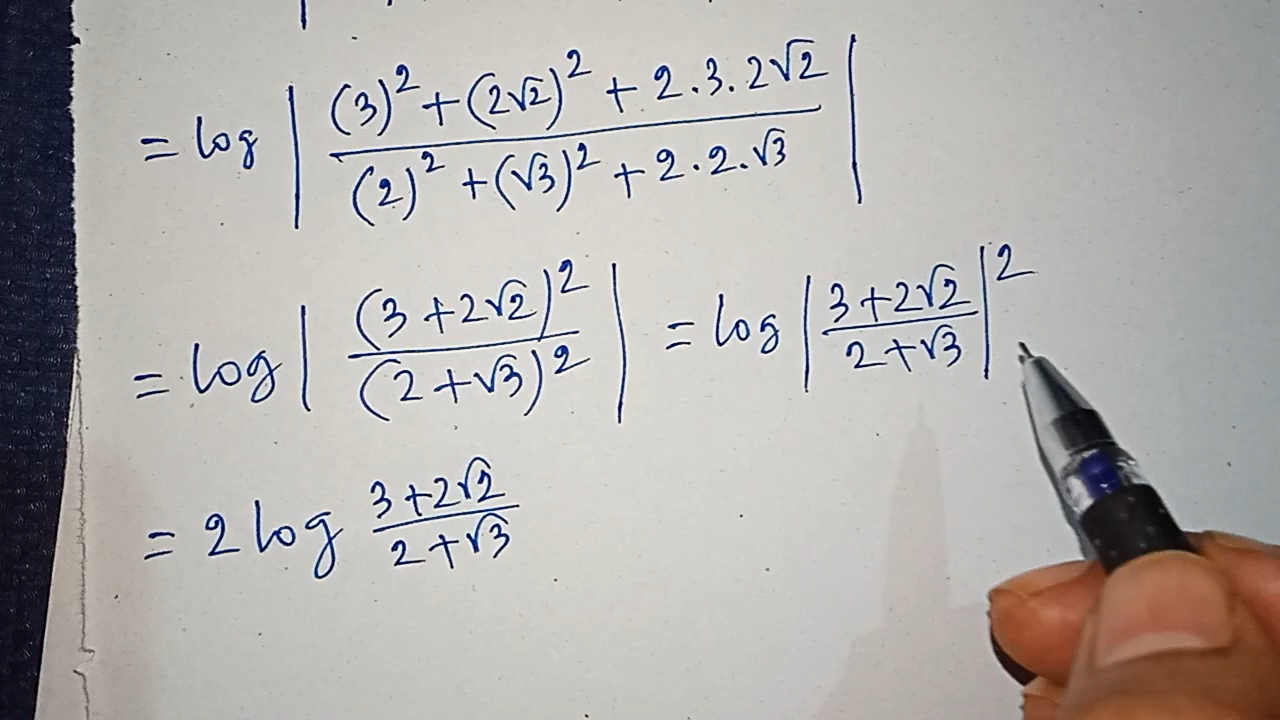 = log | (3)² + (2√2)² + 2.3.2√2 / (2)² + (√3)² + 2.2.√3 |
= log | (3+2√2)² / (2+√3)² | = log | 3+2√2 / 2+√3 |²
= 2 log 3+2√2 / 2+√3